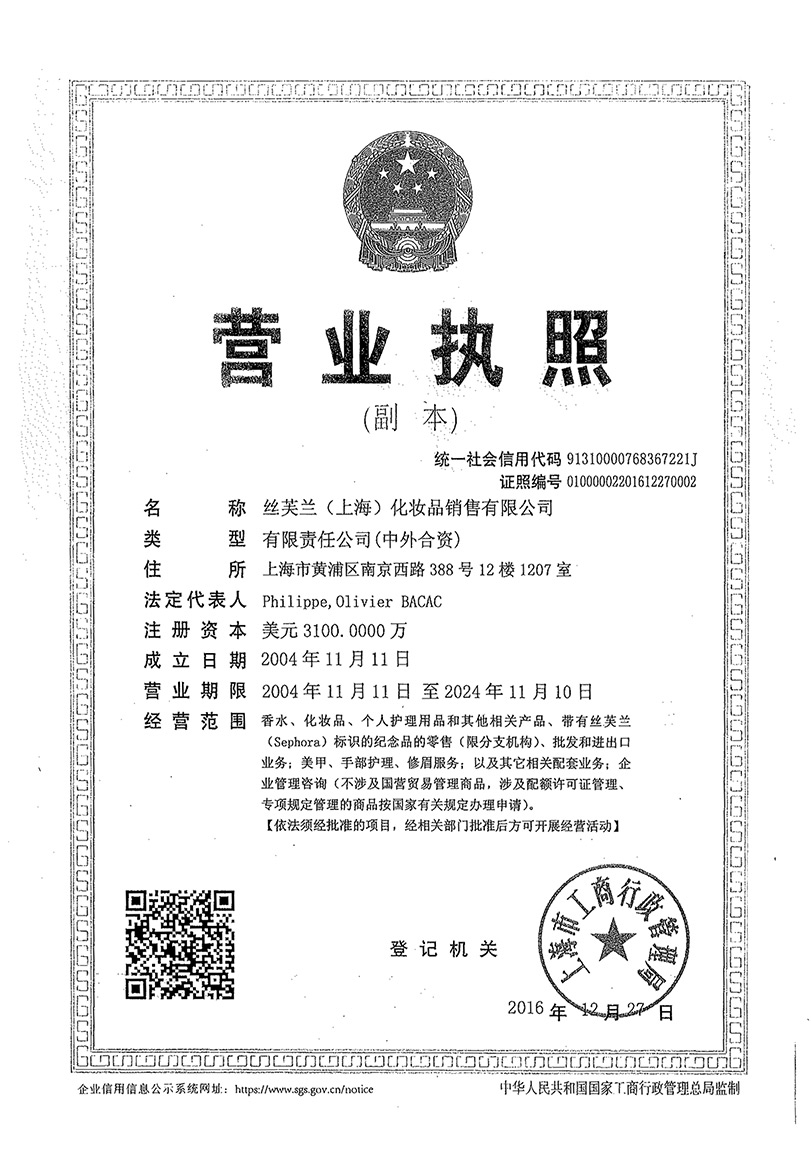 营业执照
(副 本)
统一社会信用代码 91310000768367221J
证照编号 01000002201612270002
名 称 丝芙兰（上海）化妆品销售有限公司
类 型 有限责任公司(中外合资)
住 所 上海市黄浦区南京西路 388 号 12 楼 1207 室
法定代表人 Philippe,Olivier BACAC
注册资本 美元 3100.0000 万
成立日期 2004 年 11 月 11 日
营业期限 2004 年 11 月 11 日 至 2024 年 11 月 10 日
经营范围 香水、化妆品、个人护理用品和其他相关产品、带有丝芙兰
（Sephora）标识的纪念品的零售（限分支机构）、批发和进出口
业务；美甲、手部护理、修眉服务；以及其它相关配套业务；企
业管理咨询（不涉及国营贸易管理商品，涉及配额许可证管理、
专项规定管理的商品按国家有关规定办理申请）。
【依法须经批准的项目，经相关部门批准后方可开展经营活动】
上海市工商行政管理局
登记机关
2016 年 12 月 27 日
企业信用信息公示系统网址：https://www.sgs.gov.cn/notice
中华人民共和国国家工商行政管理总局监制